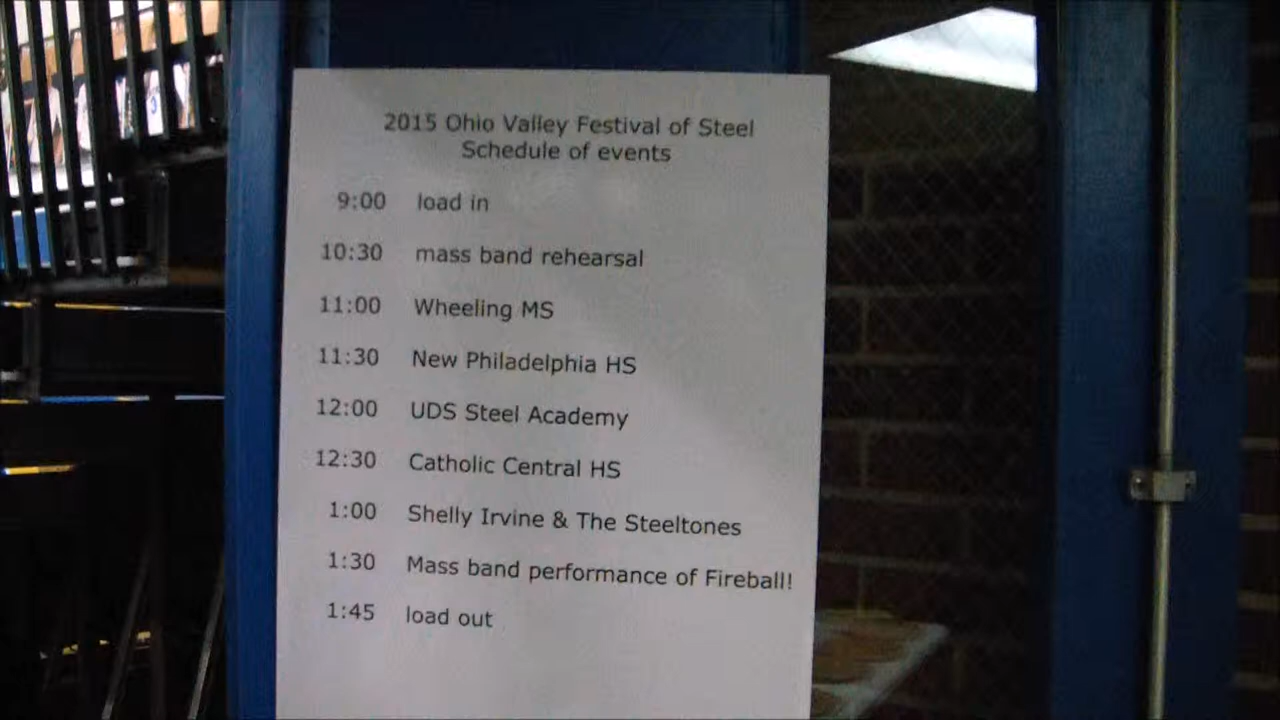 2015 Ohio Valley Festival of Steel
Schedule of events
9:00 load in
10:30 mass band rehearsal
11:00 Wheeling MS
11:30 New Philadelphia HS
12:00 UDS Steel Academy
12:30 Catholic Central HS
1:00 Shelly Irvine & The Steeltones
1:30 Mass band performance of Fireball!
1:45 load out